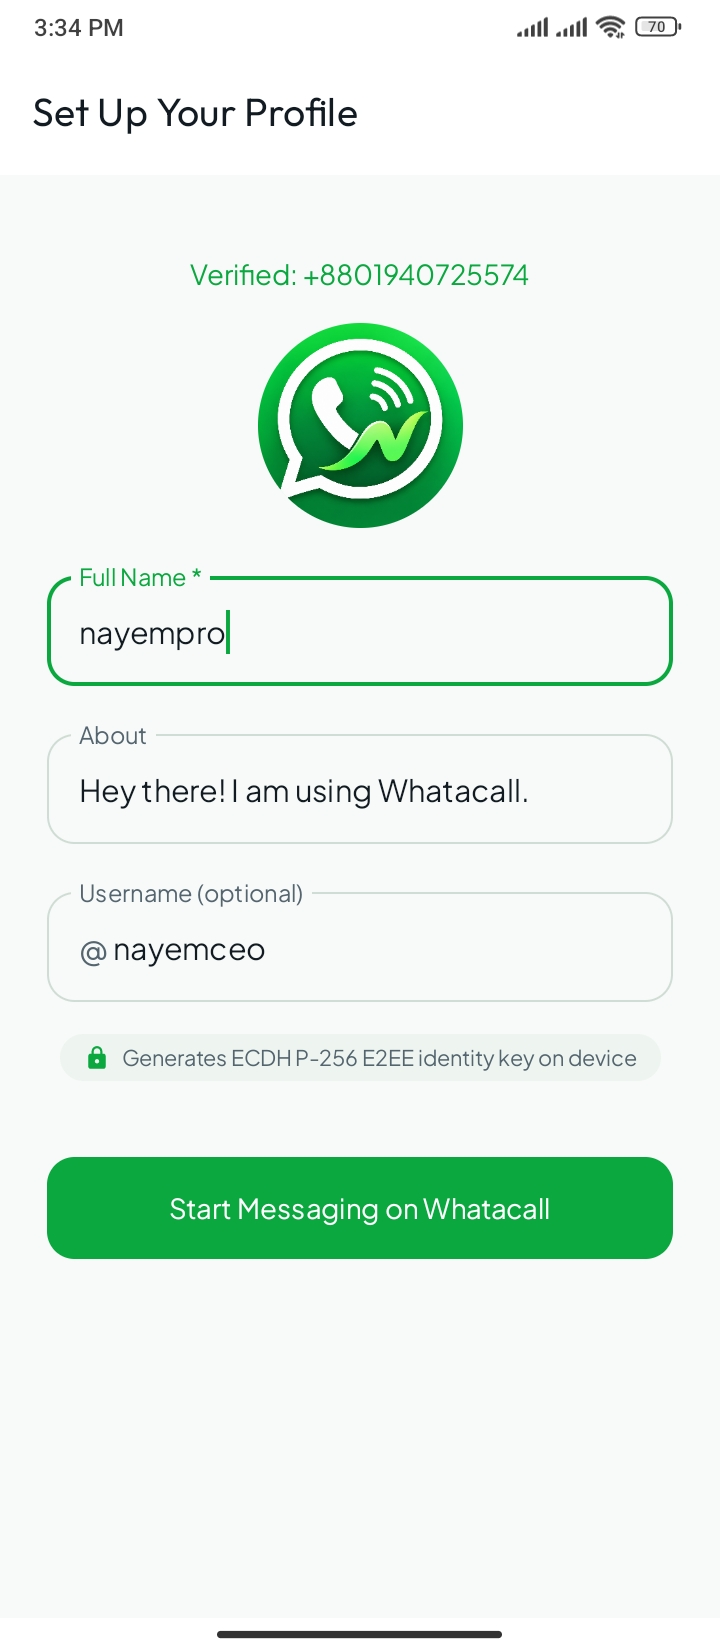 3:34 PM
70
Set Up Your Profile
Verified: +8801940725574
Full Name *
nayempro
About
Hey there! I am using Whatacall.
Username (optional)
@ nayemceo
Generates ECDH P-256 E2EE identity key on device
Start Messaging on Whatacall